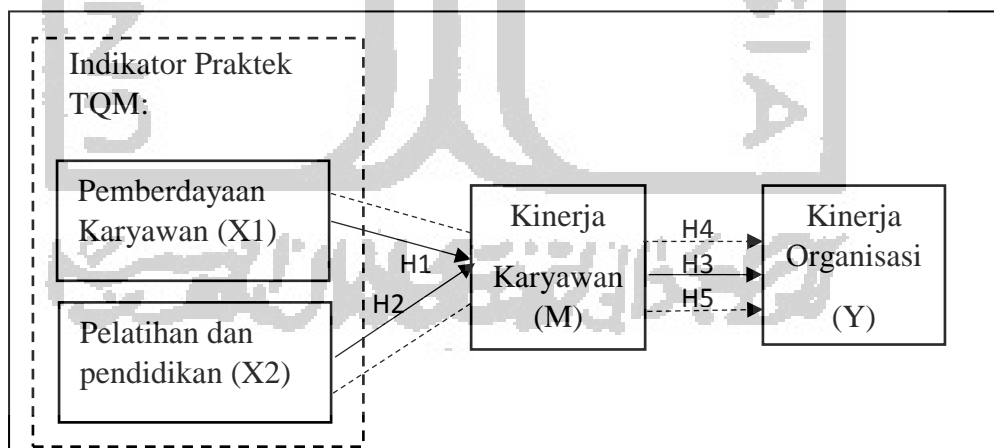 Indikator Praktek
TQM:
Pemberdayaan
Karyawan (X1)
Pelatihan dan
pendidikan (X2)
H1
H2
Kinerja
Karyawan
(M)
H4
H3
H5
Kinerja
Organisasi
(Y)